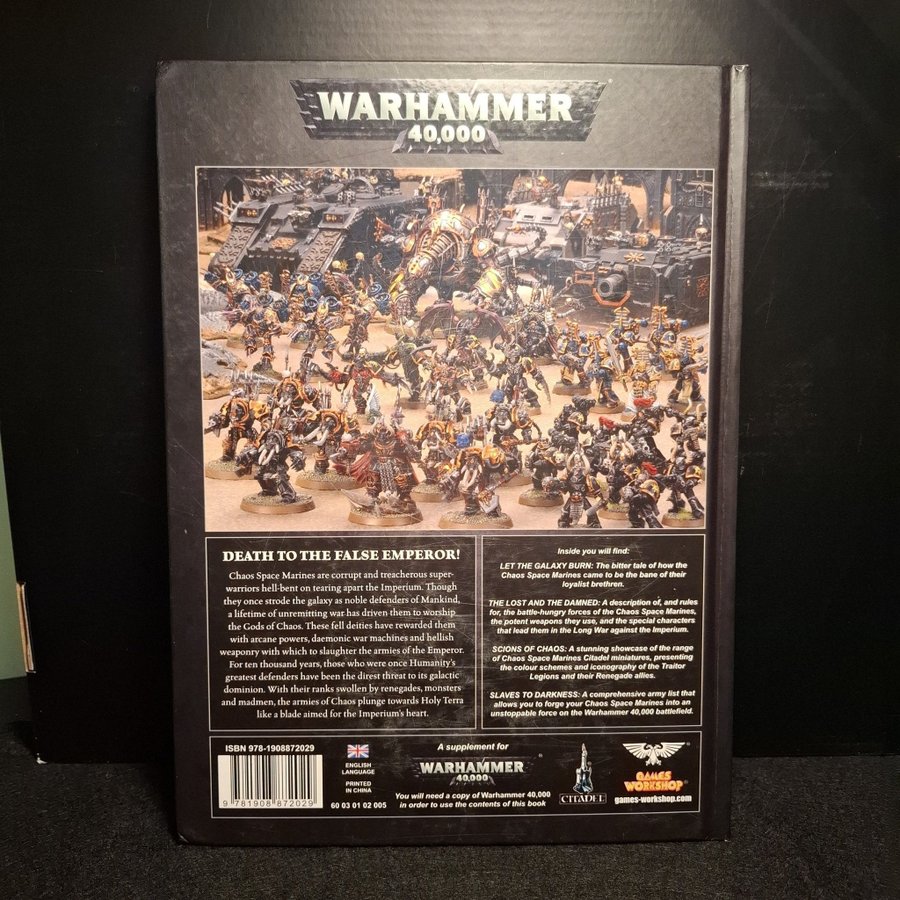 WARHAMMER
40,000
DEATH TO THE FALSE EMPEROR!
Chaos Space Marines are corrupt and treacherous super-
warriors hell-bent on tearing apart the Imperium. Though
they once strode the galaxy as noble defenders of Mankind,
a lifetime of unremitting war has driven them to worship
the Gods of Chaos. These fell deities have rewarded them
with arcane powers, daemonic war machines and hellish
weaponry with which to slaughter the armies of the Emperor.
For ten thousand years, those who were once Humanity's
greatest defenders have been the direst threat to its galactic
dominion. With their ranks swollen by renegades, monsters
and madmen, the armies of Chaos plunge towards Holy Terra
like a blade aimed for the Imperium's heart.
Inside you will find:
LET THE GALAXY BURN: The bitter tale of how the
Chaos Space Marines came to be the bane of their
loyalist brethren.
THE LOST AND THE DAMNED: A description of, and rules
for, the battle-hungry forces of the Chaos Space Marines,
the potent weapons they use, and the special characters
that lead them in the Long War against the Imperium.
SCIONS OF CHAOS: A stunning showcase of the range
of Chaos Space Marines Citadel miniatures, presenting
the colour schemes and iconography of the Traitor
Legions and their Renegade allies.
SLAVES TO DARKNESS: A comprehensive army list that
allows you to forge your Chaos Space Marines into an
unstoppable force on the Warhammer 40,000 battlefield.
ISBN 978-1908872029
9 781908 872029
ENGLISH
LANGUAGE
PRINTED
IN CHINA
60 03 01 02 005
A supplement for
WARHAMMER
40,000
You will need a copy of Warhammer 40,000
in order to use the contents of this book
CITADEL
GAMES
WORKSHOP
games-workshop.com